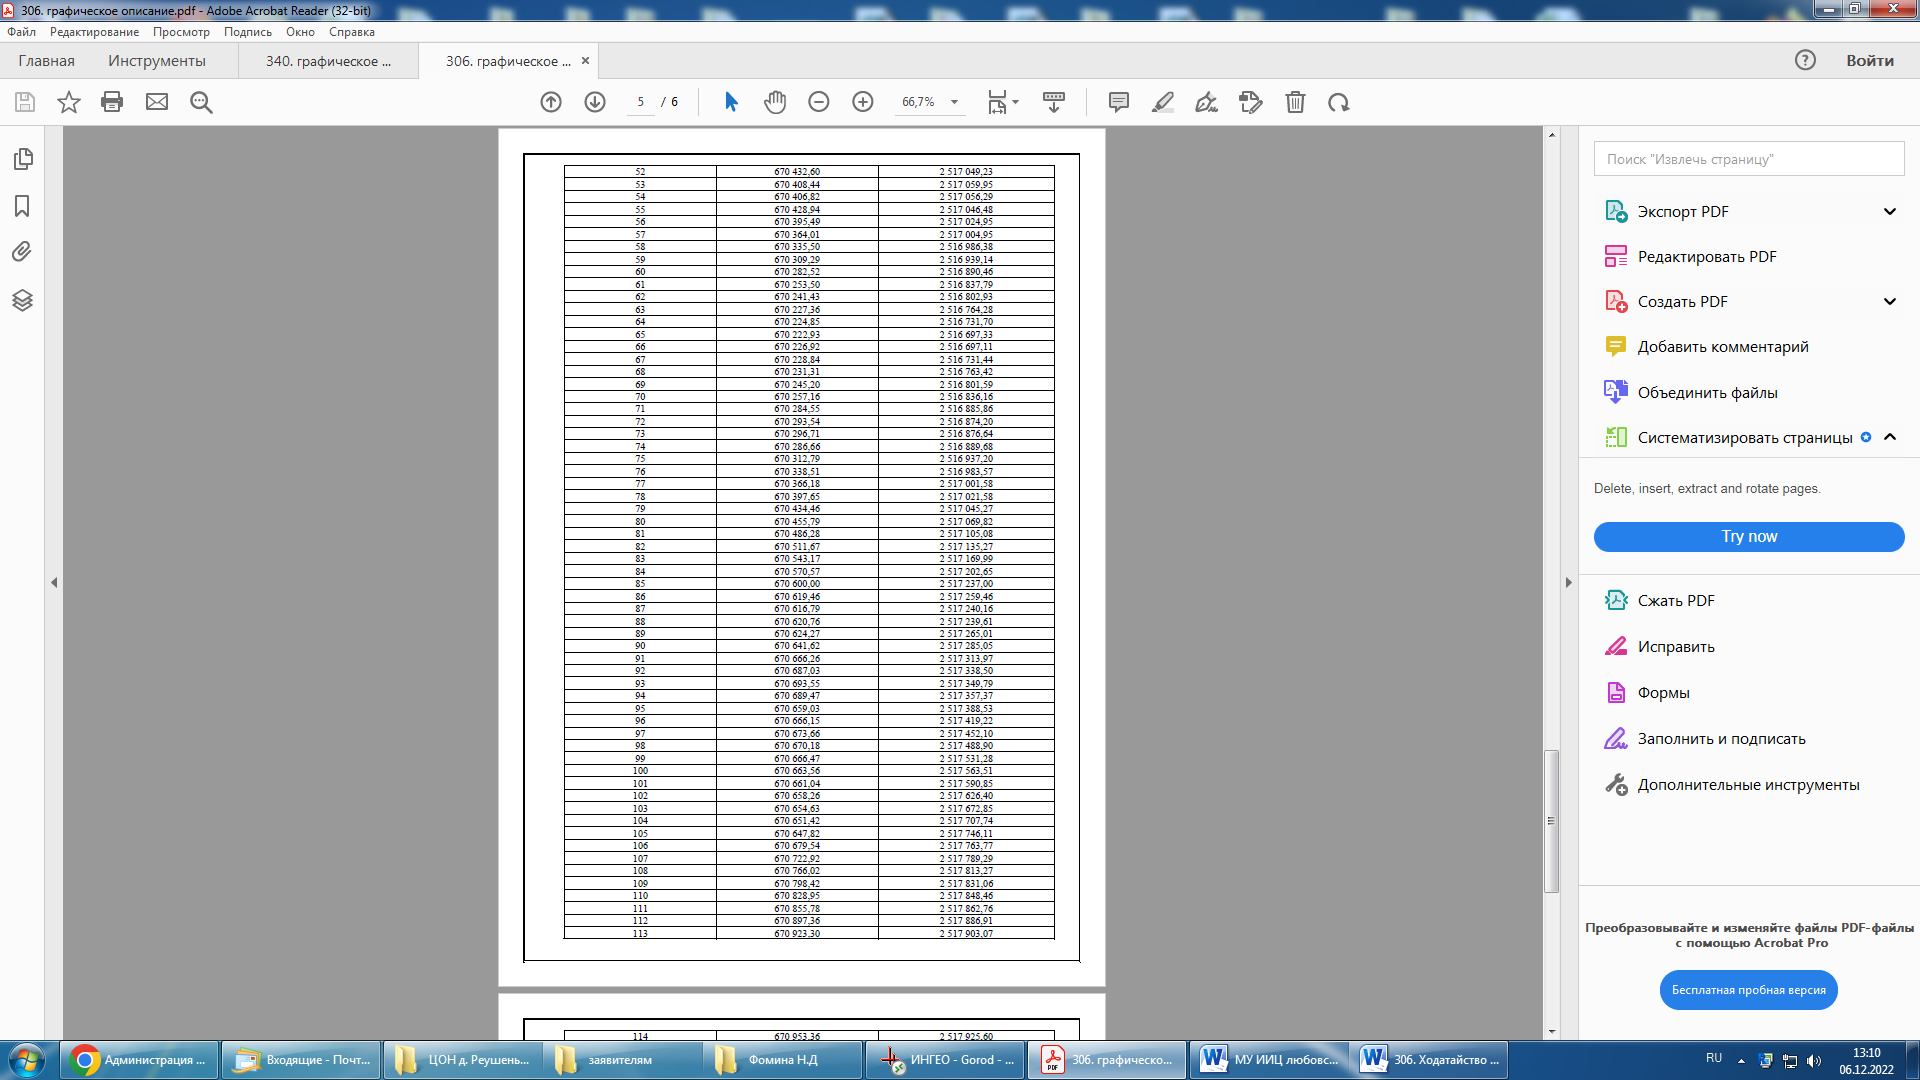 306. графическое описание.pdf - Adobe Acrobat Reader (32-bit)
Файл Редактирование Просмотр Подпись Окно Справка
Главная Инструменты 340. графическое ... 306. графическое ... × ? Войти
5 / 6 66,7%
52 670 432,60 2 517 049,23
53 670 408,44 2 517 059,95
54 670 406,82 2 517 056,29
55 670 428,94 2 517 046,48
56 670 395,49 2 517 024,95
57 670 364,01 2 517 004,95
58 670 335,50 2 516 986,38
59 670 309,29 2 516 939,14
60 670 282,52 2 516 890,46
61 670 253,50 2 516 837,79
62 670 241,43 2 516 802,93
63 670 227,36 2 516 764,28
64 670 224,85 2 516 731,70
65 670 222,93 2 516 697,33
66 670 226,92 2 516 697,11
67 670 228,84 2 516 731,44
68 670 231,31 2 516 763,42
69 670 245,20 2 516 801,59
70 670 257,16 2 516 836,16
71 670 284,55 2 516 885,86
72 670 293,54 2 516 874,20
73 670 296,71 2 516 876,64
74 670 286,66 2 516 889,68
75 670 312,79 2 516 937,20
76 670 338,51 2 516 983,57
77 670 366,18 2 517 001,58
78 670 397,65 2 517 021,58
79 670 434,46 2 517 045,27
80 670 455,79 2 517 069,82
81 670 486,28 2 517 105,08
82 670 511,67 2 517 135,27
83 670 543,17 2 517 169,99
84 670 570,57 2 517 202,65
85 670 600,00 2 517 237,00
86 670 619,46 2 517 259,46
87 670 616,79 2 517 240,16
88 670 620,76 2 517 239,61
89 670 624,27 2 517 265,01
90 670 641,62 2 517 285,05
91 670 666,26 2 517 313,97
92 670 687,03 2 517 338,50
93 670 693,55 2 517 349,79
94 670 689,47 2 517 357,37
95 670 659,03 2 517 388,53
96 670 666,15 2 517 419,22
97 670 673,66 2 517 452,10
98 670 670,18 2 517 488,90
99 670 666,47 2 517 531,28
100 670 663,56 2 517 563,51
101 670 661,04 2 517 590,85
102 670 658,26 2 517 626,40
103 670 654,63 2 517 672,85
104 670 651,42 2 517 707,74
105 670 647,82 2 517 746,11
106 670 679,54 2 517 763,77
107 670 722,92 2 517 789,29
108 670 766,02 2 517 813,27
109 670 798,42 2 517 831,06
110 670 828,95 2 517 848,46
111 670 855,78 2 517 862,76
112 670 897,36 2 517 886,91
113 670 923,30 2 517 903,07
114 670 953,36 2 517 925,60
Поиск "Извлечь страницу"
Экспорт PDF
Редактировать PDF
Создать PDF
Добавить комментарий
Объединить файлы
Систематизировать страницы
Delete, insert, extract and rotate pages.
Try now
Сжать PDF
Исправить
Формы
Заполнить и подписать
Дополнительные инструменты
Преобразовывайте и изменяйте файлы PDF-файлы
с помощью Acrobat Pro
Бесплатная пробная версия
Администрация ... Входящие - Почт... ЦОН д. Реушень... заявителям Фомина Н.Д ИНГЕО - Gorod - ... PDF 306. графическо... МУ ИИЦ любовс... 306. Ходатайство ... RU 13:10
06.12.2022